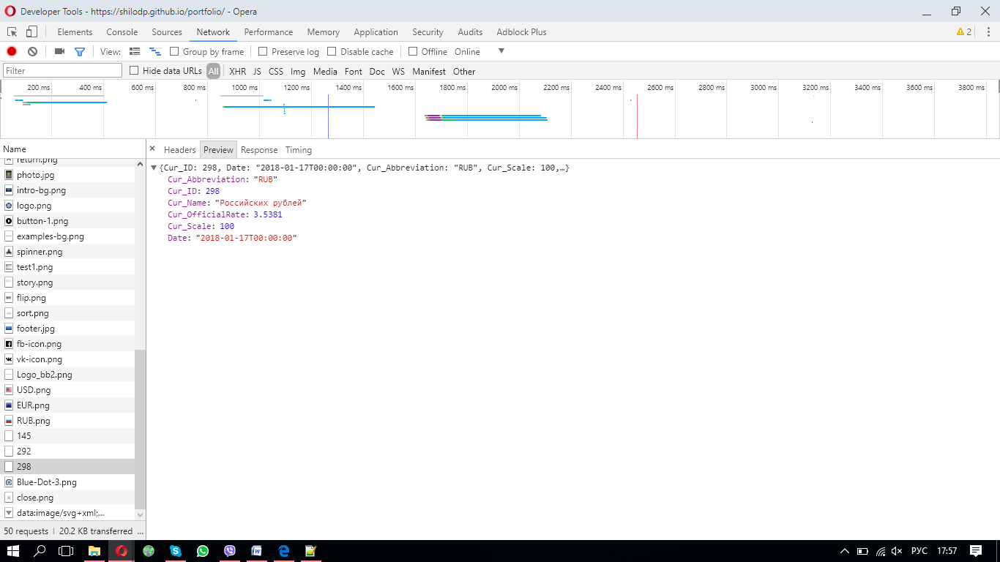 Developer Tools - https://shilodp.github.io/portfolio/ - Opera
Elements Console Sources Network Performance Memory Application Security Audits Adblock Plus 2
View: Group by frame Preserve log Disable cache Offline Online
Filter Hide data URLs All XHR JS CSS Img Media Font Doc WS Manifest Other
200 ms 400 ms 600 ms 800 ms 1000 ms 1200 ms 1400 ms 1600 ms 1800 ms 2000 ms 2200 ms 2400 ms 2600 ms 2800 ms 3000 ms 3200 ms 3400 ms 3600 ms 3800 ms
Name
Headers Preview Response Timing
return.png
photo.jpg
intro-bg.png
logo.png
button-1.png
examples-bg.png
spinner.png
test1.png
story.png
flip.png
sort.png
footer.jpg
fb-icon.png
vk-icon.png
Logo_bb2.png
USD.png
EUR.png
RUB.png
145
292
298
Blue-Dot-3.png
close.png
data:image/svg+xml;...
50 requests | 20.2 KB transferred ...
{Cur_ID: 298, Date: "2018-01-17T00:00:00", Cur_Abbreviation: "RUB", Cur_Scale: 100,…}
Cur_Abbreviation: "RUB"
Cur_ID: 298
Cur_Name: "Российских рублей"
Cur_OfficialRate: 3.5381
Cur_Scale: 100
Date: "2018-01-17T00:00:00"
РУС 17:57